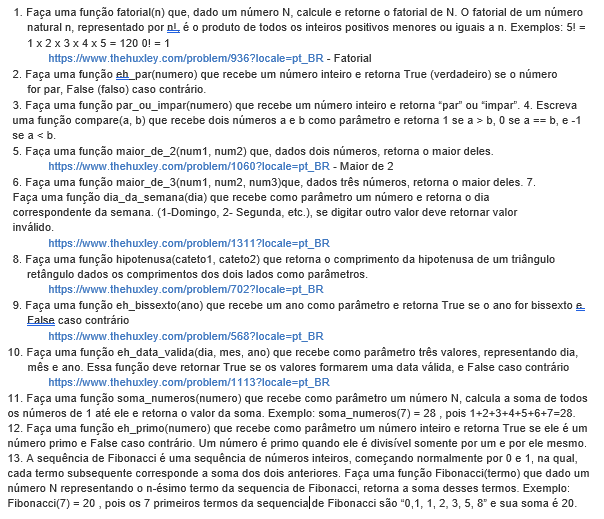 1. Faça uma função fatorial(n) que, dado um número N, calcule e retorne o fatorial de N. O fatorial de um número
natural n, representado por n!, é o produto de todos os inteiros positivos menores ou iguais a n. Exemplos: 5! =
1 x 2 x 3 x 4 x 5 = 120 0! = 1
https://www.thehuxley.com/problem/936?locale=pt_BR - Fatorial
2. Faça uma função eh_par(numero) que recebe um número inteiro e retorna True (verdadeiro) se o número
for par, False (falso) caso contrário.
3. Faça uma função par_ou_impar(numero) que recebe um número inteiro e retorna “par” ou “impar”. 4. Escreva
uma função compare(a, b) que recebe dois números a e b como parâmetro e retorna 1 se a > b, 0 se a == b, e -1
se a < b.
5. Faça uma função maior_de_2(num1, num2) que, dados dois números, retorna o maior deles.
https://www.thehuxley.com/problem/1060?locale=pt_BR - Maior de 2
6. Faça uma função maior_de_3(num1, num2, num3)que, dados três números, retorna o maior deles. 7.
Faça uma função dia_da_semana(dia) que recebe como parâmetro um número e retorna o dia
correspondente da semana. (1-Domingo, 2- Segunda, etc.), se digitar outro valor deve retornar valor
inválido.
https://www.thehuxley.com/problem/1311?locale=pt_BR
8. Faça uma função hipotenusa(cateto1, cateto2) que retorna o comprimento da hipotenusa de um triângulo
retângulo dados os comprimentos dos dois lados como parâmetros.
https://www.thehuxley.com/problem/702?locale=pt_BR
9. Faça uma função eh_bissexto(ano) que recebe um ano como parâmetro e retorna True se o ano for bissexto e.
False caso contrário
https://www.thehuxley.com/problem/568?locale=pt_BR
10. Faça uma função eh_data_valida(dia, mes, ano) que recebe como parâmetro três valores, representando dia,
mês e ano. Essa função deve retornar True se os valores formarem uma data válida, e False caso contrário
https://www.thehuxley.com/problem/1113?locale=pt_BR
11. Faça uma função soma_numeros(numero) que recebe como parâmetro um número N, calcula a soma de todos
os números de 1 até ele e retorna o valor da soma. Exemplo: soma_numeros(7) = 28 , pois 1+2+3+4+5+6+7=28.
12. Faça uma função eh_primo(numero) que recebe como parâmetro um número inteiro e retorna True se ele é um
número primo e False caso contrário. Um número é primo quando ele é divisível somente por um e por ele mesmo.
13. A sequência de Fibonacci é uma sequência de números inteiros, começando normalmente por 0 e 1, na qual,
cada termo subsequente corresponde a soma dos dois anteriores. Faça uma função Fibonacci(termo) que dado um
número N representando o n-ésimo termo da sequencia de Fibonacci, retorna a soma desses termos. Exemplo:
Fibonacci(7) = 20 , pois os 7 primeiros termos da sequencia de Fibonacci são “0,1, 1, 2, 3, 5, 8” e sua soma é 20.